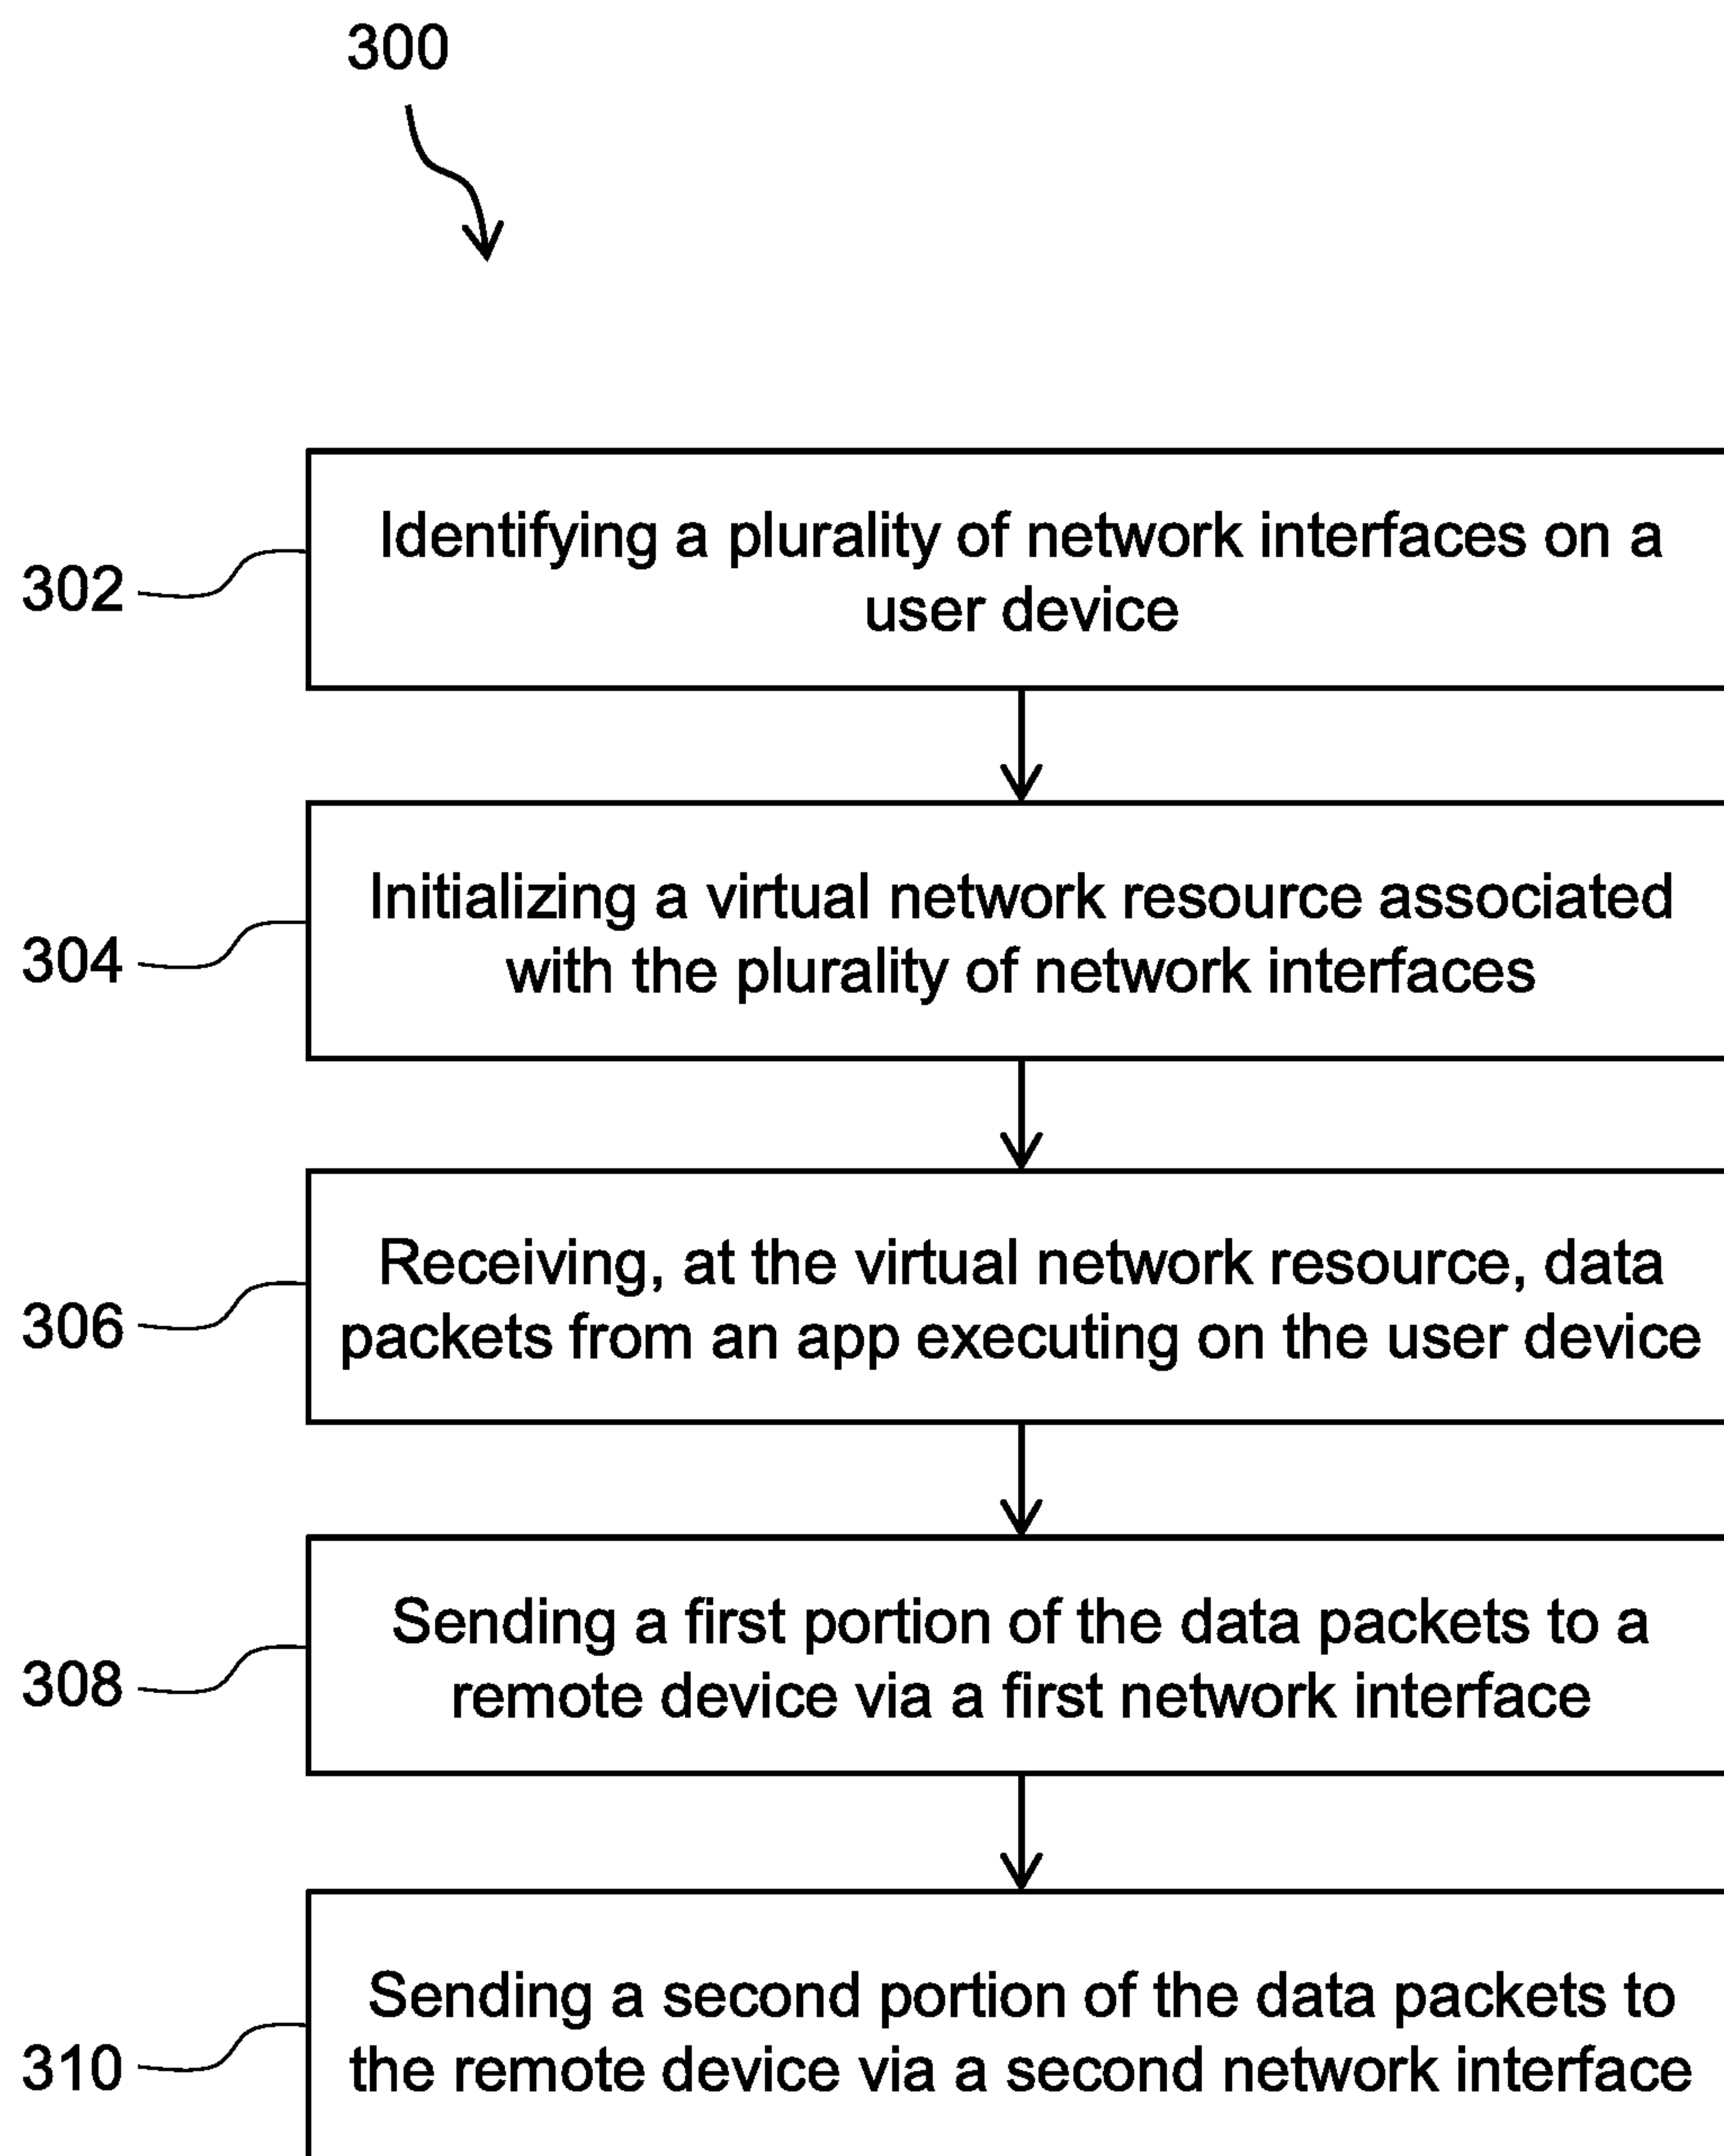 300
302
Identifying a plurality of network interfaces on a
user device
304
Initializing a virtual network resource associated
with the plurality of network interfaces
306
Receiving, at the virtual network resource, data
packets from an app executing on the user device
308
Sending a first portion of the data packets to a
remote device via a first network interface
310
Sending a second portion of the data packets to
the remote device via a second network interface